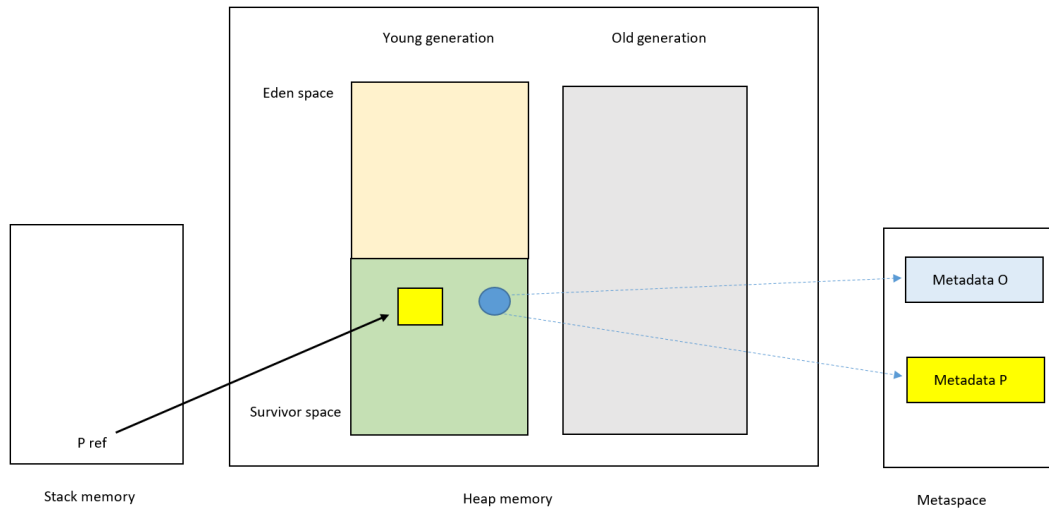 Young generation
Old generation
Eden space
Metadata O
Metadata P
Survivor space
P ref
Stack memory
Heap memory
Metaspace